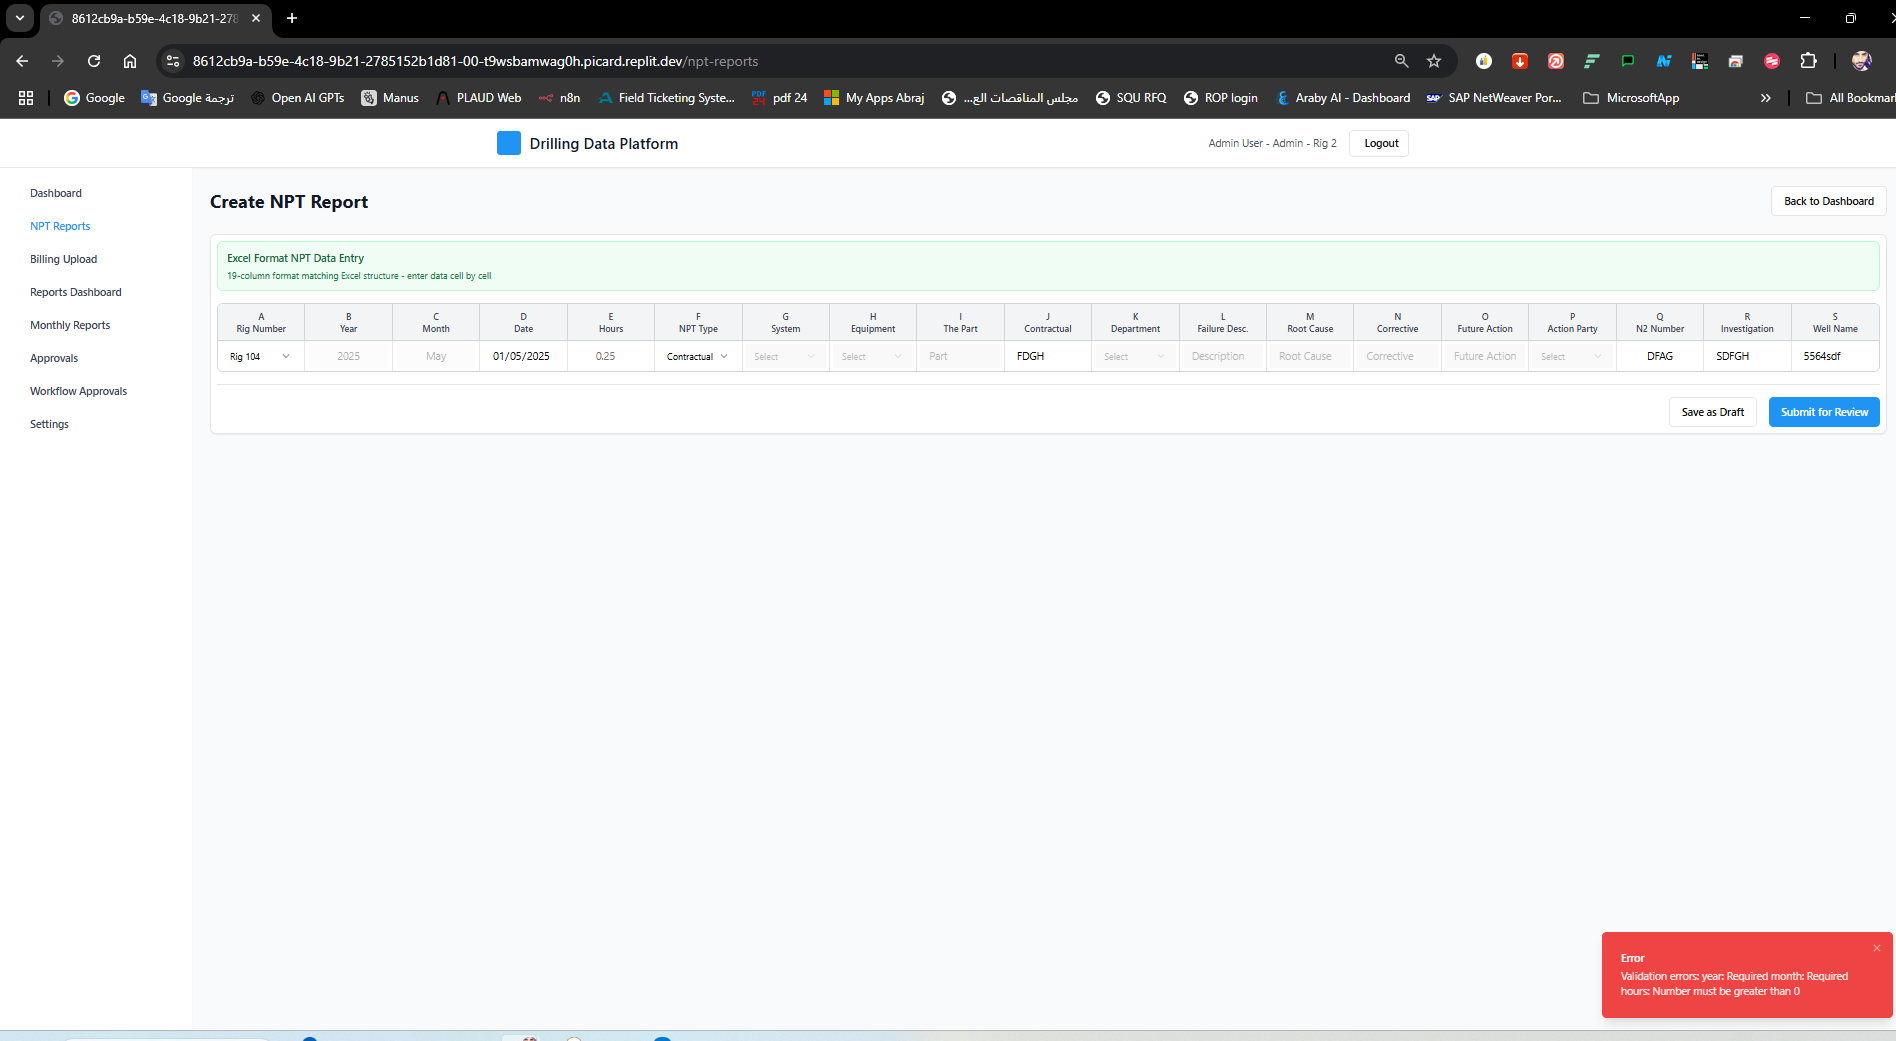 8612cb9a-b59e-4c18-9b21-278
8612cb9a-b59e-4c18-9b21-2785152b1d81-00-t9wsbamwag0h.picard.replit.dev/npt-reports
Google
Google ترجمة
Open AI GPTs
Manus
PLAUD Web
n8n
Field Ticketing Syste...
pdf 24
My Apps Abraj
مجلس المناقصات الع...
SQU RFQ
ROP login
Araby AI - Dashboard
SAP NetWeaver Por...
MicrosoftApp
All Bookmar
Drilling Data Platform
Admin User - Admin - Rig 2
Logout
Dashboard
NPT Reports
Billing Upload
Reports Dashboard
Monthly Reports
Approvals
Workflow Approvals
Settings
Create NPT Report
Back to Dashboard
Excel Format NPT Data Entry
19-column format matching Excel structure - enter data cell by cell
A B C D E F G H I J K L M N O P Q R S
Rig Number Year Month Date Hours NPT Type System Equipment The Part Contractual Department Failure Desc. Root Cause Corrective Future Action Action Party N2 Number Investigation Well Name
Rig 104 2025 May 01/05/2025 0.25 Contractual Select Select Part FDGH Select Description Root Cause Corrective Future Action Select DFAG SDFGH 5564sdf
Save as Draft
Submit for Review
Error
Validation errors: year: Required month: Required
hours: Number must be greater than 0